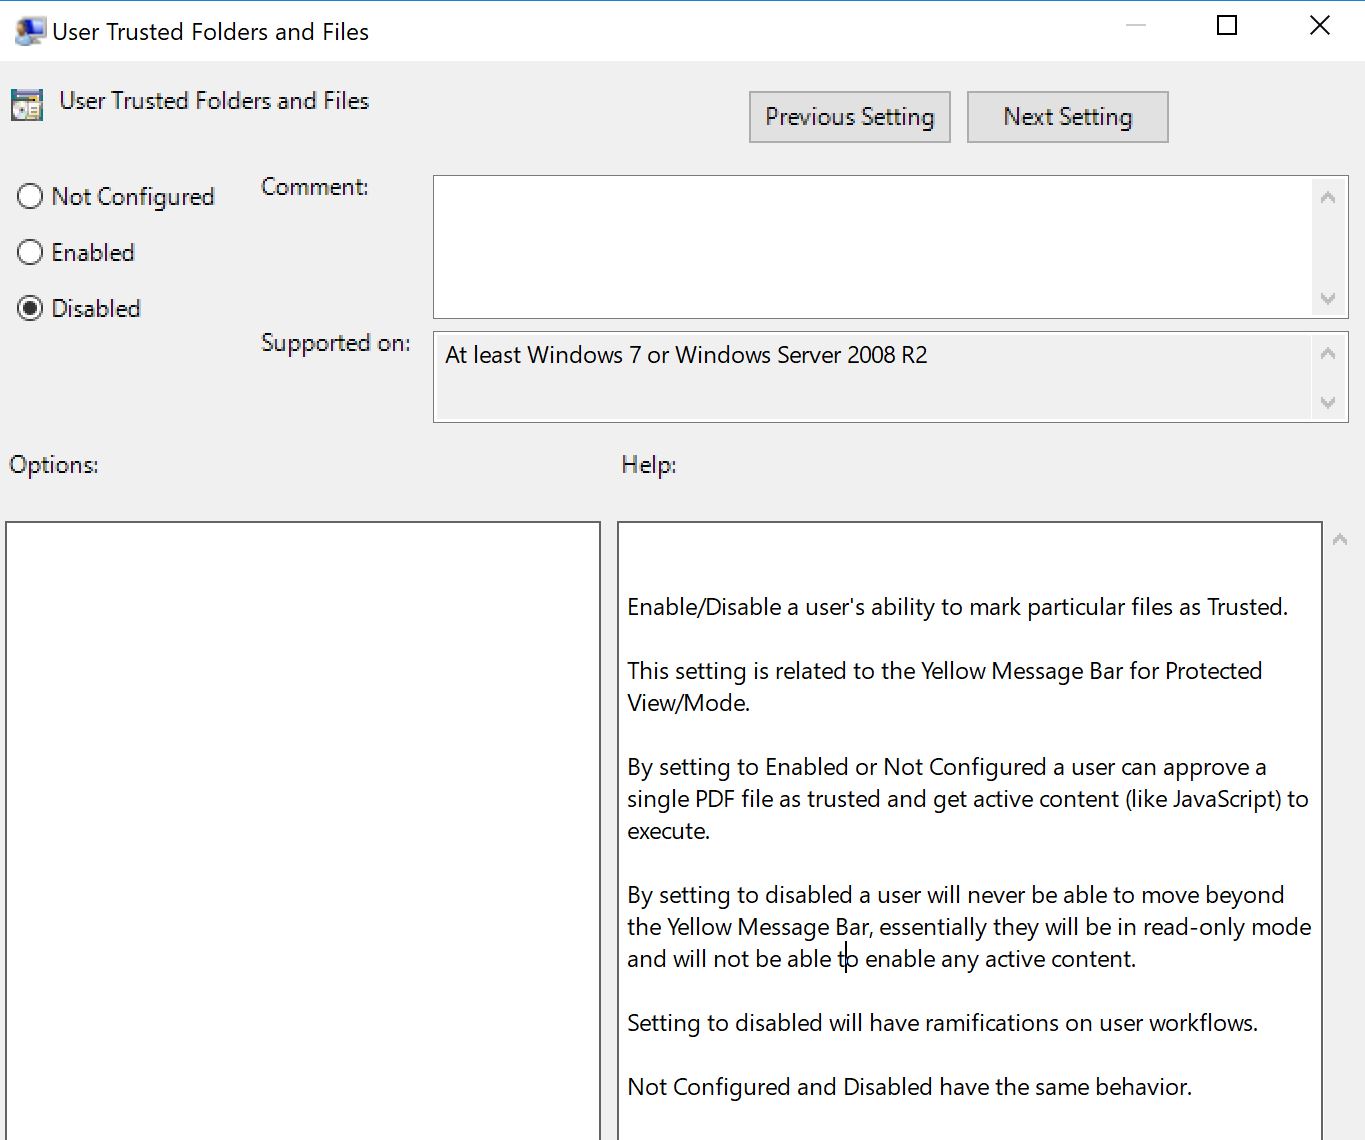 User Trusted Folders and Files
User Trusted Folders and Files
Previous Setting
Next Setting
Not Configured
Enabled
Disabled
Comment:
Supported on:
At least Windows 7 or Windows Server 2008 R2
Options:
Help:
Enable/Disable a user's ability to mark particular files as Trusted.
This setting is related to the Yellow Message Bar for Protected
View/Mode.
By setting to Enabled or Not Configured a user can approve a
single PDF file as trusted and get active content (like JavaScript) to
execute.
By setting to disabled a user will never be able to move beyond
the Yellow Message Bar, essentially they will be in read-only mode
and will not be able to enable any active content.
Setting to disabled will have ramifications on user workflows.
Not Configured and Disabled have the same behavior.